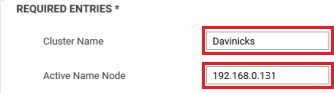 REQUIRED ENTRIES *
Cluster Name Davinicks
Active Name Node 192.168.0.131